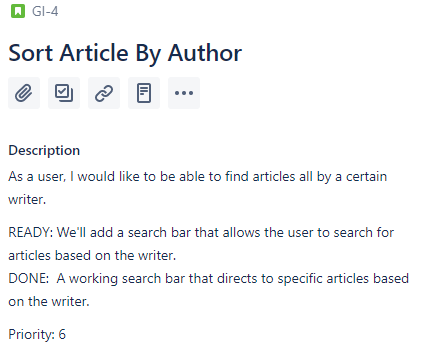 GI-4
Sort Article By Author
Description
As a user, I would like to be able to find articles all by a certain
writer.
READY: We'll add a search bar that allows the user to search for
articles based on the writer.
DONE:  A working search bar that directs to specific articles based
on the writer.
Priority: 6